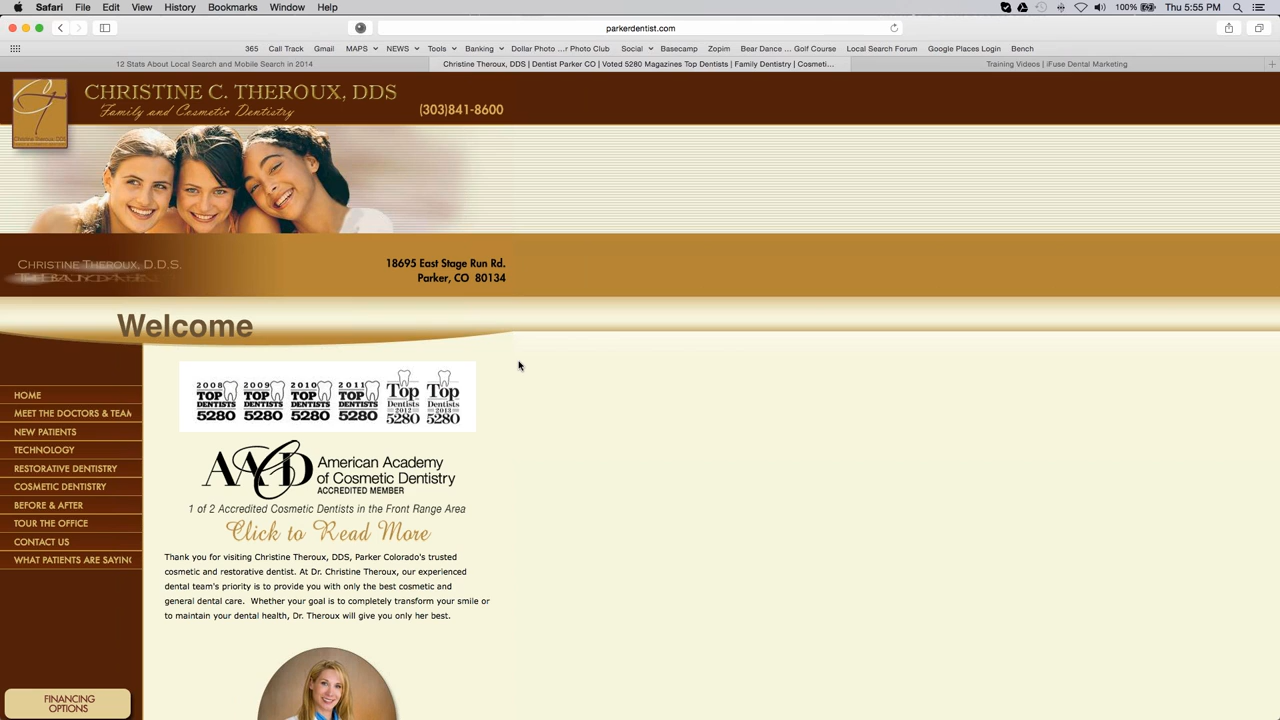 Safari File Edit View History Bookmarks Window Help 100% Thu 5:55 PM
parkerdentist.com
365 Call Track Gmail MAPS NEWS Tools Banking Dollar Photo ...r Photo Club Social Basecamp Zopim Bear Dance ... Golf Course Local Search Forum Google Places Login Bench
12 Stats About Local Search and Mobile Search in 2014 Christine Theroux, DDS | Dentist Parker CO | Voted 5280 Magazines Top Dentists | Family Dentistry | Cosmeti... Training Videos | iFuse Dental Marketing
CHRISTINE C. THEROUX, DDS
Family and Cosmetic Dentistry
(303)841-8600
CHRISTINE THEROUX, D.D.S.
18695 East Stage Run Rd.
Parker, CO 80134
Welcome
2008 TOP DENTISTS 5280
2009 TOP DENTISTS 5280
2010 TOP DENTISTS 5280
2011 TOP DENTISTS 5280
Top Dentists 2012 5280
Top Dentists 2013 5280
AACD American Academy
of Cosmetic Dentistry
ACCREDITED MEMBER
1 of 2 Accredited Cosmetic Dentists in the Front Range Area
Click to Read More
HOME
MEET THE DOCTORS & TEAM
NEW PATIENTS
TECHNOLOGY
RESTORATIVE DENTISTRY
COSMETIC DENTISTRY
BEFORE & AFTER
TOUR THE OFFICE
CONTACT US
WHAT PATIENTS ARE SAYING
Thank you for visiting Christine Theroux, DDS, Parker Colorado's trusted
cosmetic and restorative dentist. At Dr. Christine Theroux, our experienced
dental team's priority is to provide you with only the best cosmetic and
general dental care. Whether your goal is to completely transform your smile or
to maintain your dental health, Dr. Theroux will give you only her best.
FINANCING
OPTIONS